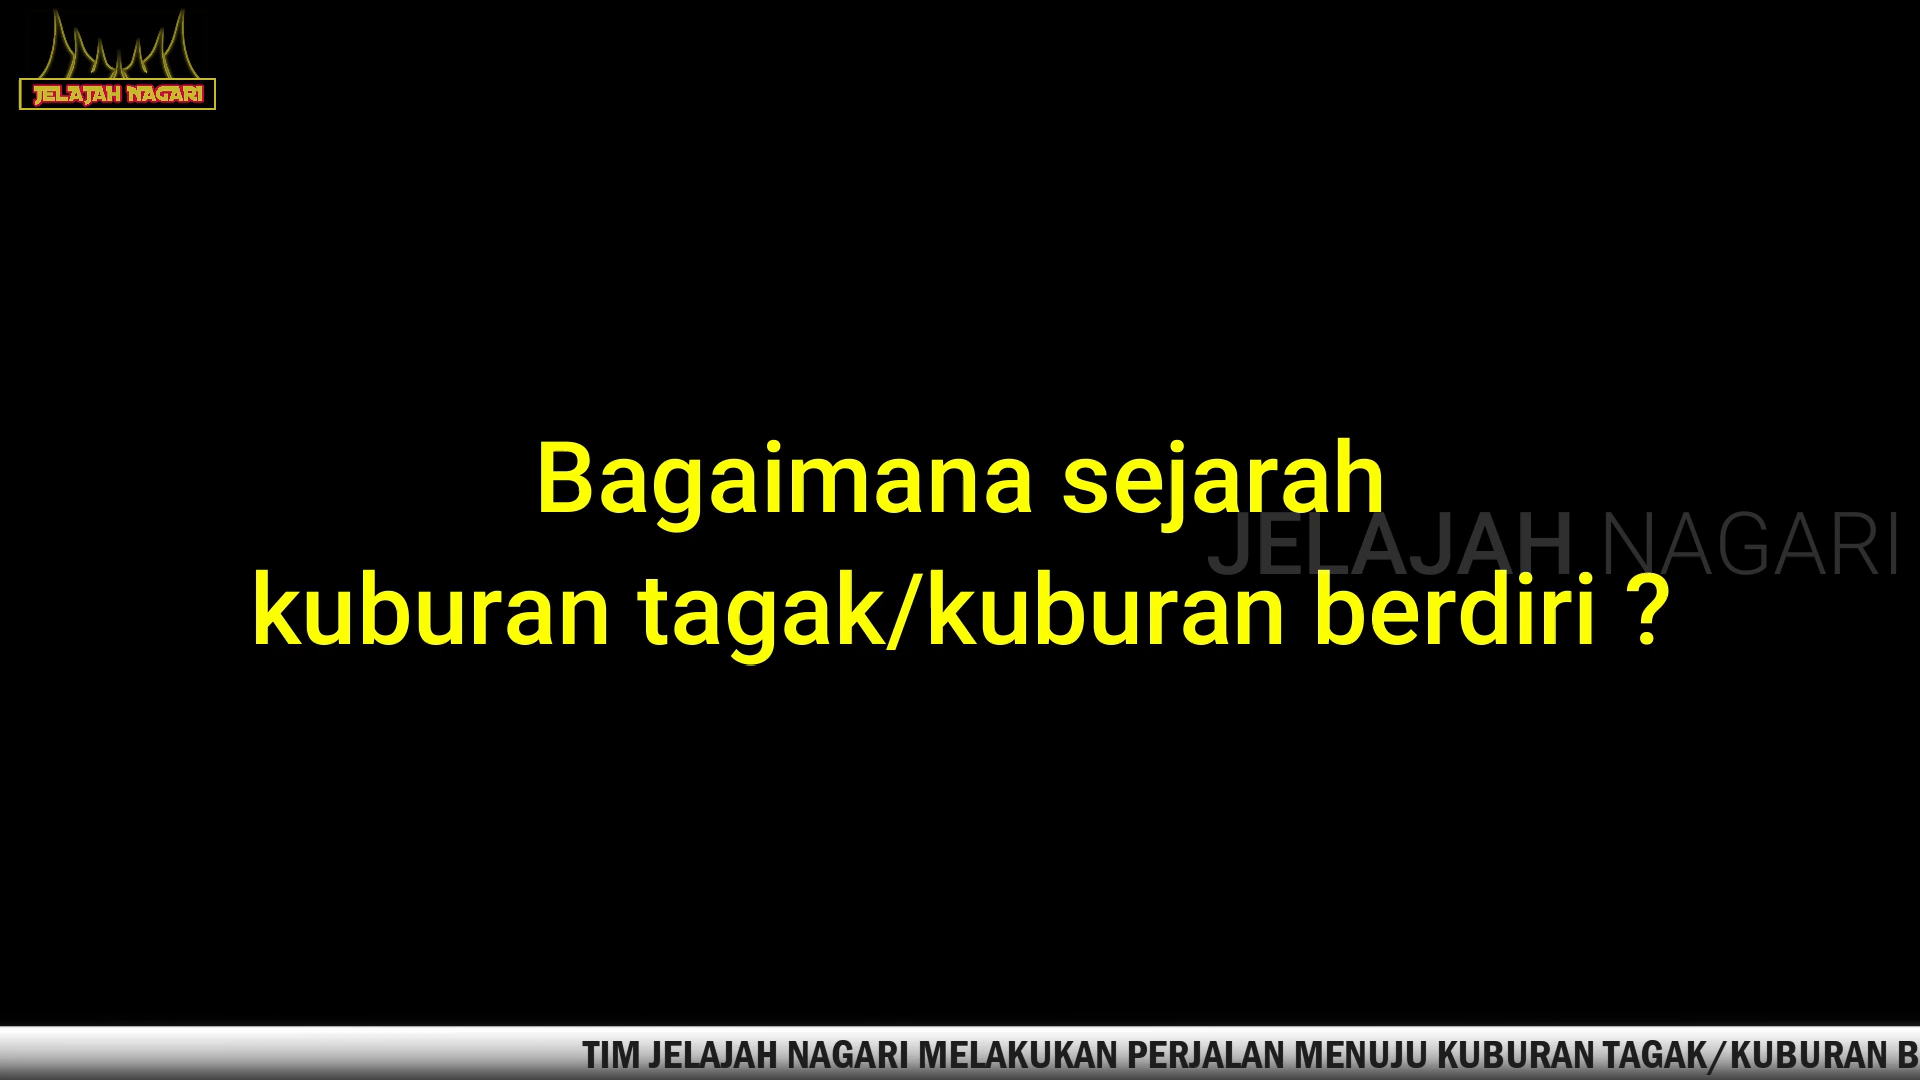 JELAJAH NAGARI
Bagaimana sejarah
JELAJAH NAGARI
kuburan tagak/kuburan berdiri ?
TIM JELAJAH NAGARI MELAKUKAN PERJALAN MENUJU KUBURAN TAGAK/KUBURAN B